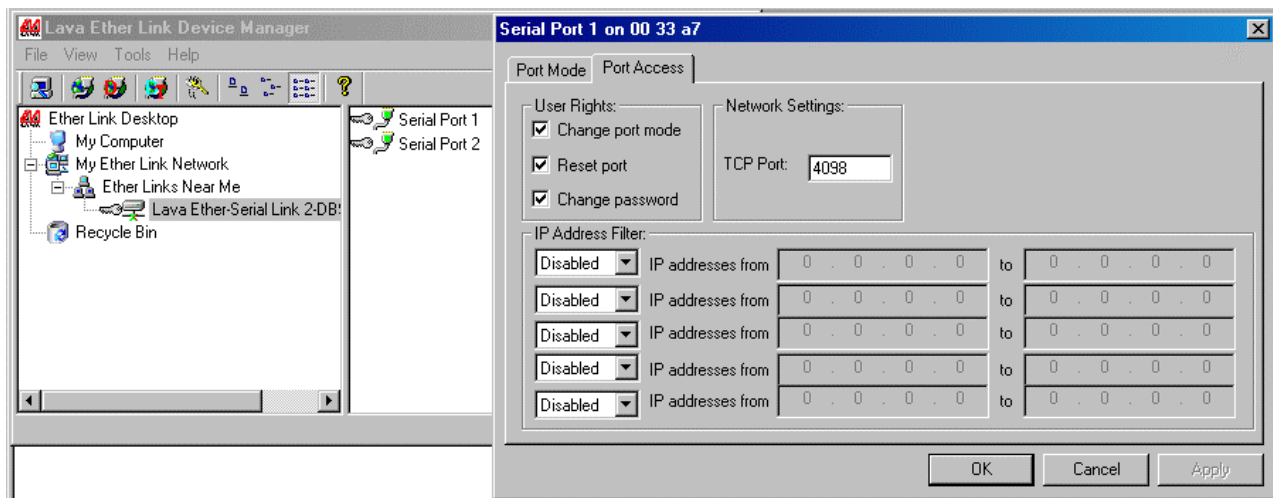 Lava Ether Link Device Manager
File View Tools Help
Ether Link Desktop
My Computer
My Ether Link Network
Ether Links Near Me
Lava Ether-Serial Link 2-DB
Recycle Bin
Serial Port 1
Serial Port 2
Serial Port 1 on 00 33 a7
Port Mode Port Access
User Rights:
Change port mode
Reset port
Change password
Network Settings:
TCP Port: 4098
IP Address Filter:
Disabled IP addresses from 0 . 0 . 0 . 0 to 0 . 0 . 0 . 0
Disabled IP addresses from 0 . 0 . 0 . 0 to 0 . 0 . 0 . 0
Disabled IP addresses from 0 . 0 . 0 . 0 to 0 . 0 . 0 . 0
Disabled IP addresses from 0 . 0 . 0 . 0 to 0 . 0 . 0 . 0
Disabled IP addresses from 0 . 0 . 0 . 0 to 0 . 0 . 0 . 0
OK Cancel Apply